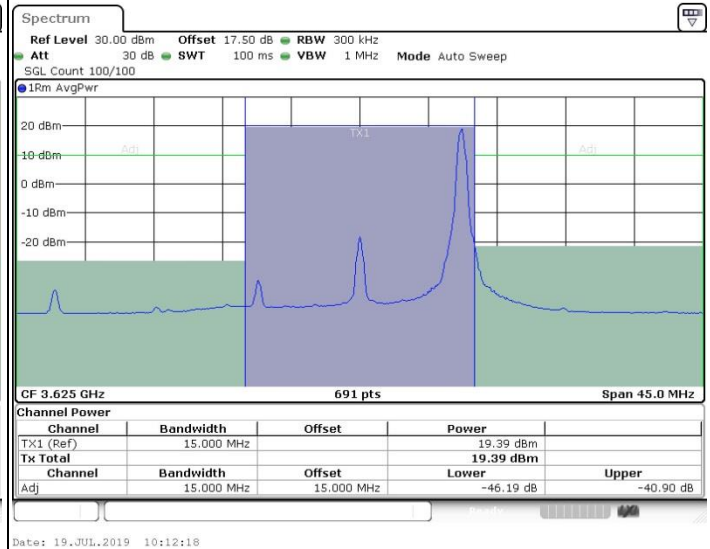 Spectrum
Ref Level 30.00 dBm Offset 17.50 dB RBW 300 kHz
Att 30 dB SWT 100 ms VBW 1 MHz Mode Auto Sweep
SGL Count 100/100
1Rm AvgPwr
20 dBm
TX1
10 dBm
Adj
Adj
0 dBm
-10 dBm
-20 dBm
CF 3.625 GHz 691 pts Span 45.0 MHz
Channel Power
Channel Bandwidth Offset Power
TX1 (Ref) 15.000 MHz 19.39 dBm
Tx Total 19.39 dBm
Channel Bandwidth Offset Lower Upper
Adj 15.000 MHz 15.000 MHz -46.19 dB -40.90 dB
Ready
Date: 19.JUL.2019 10:12:18